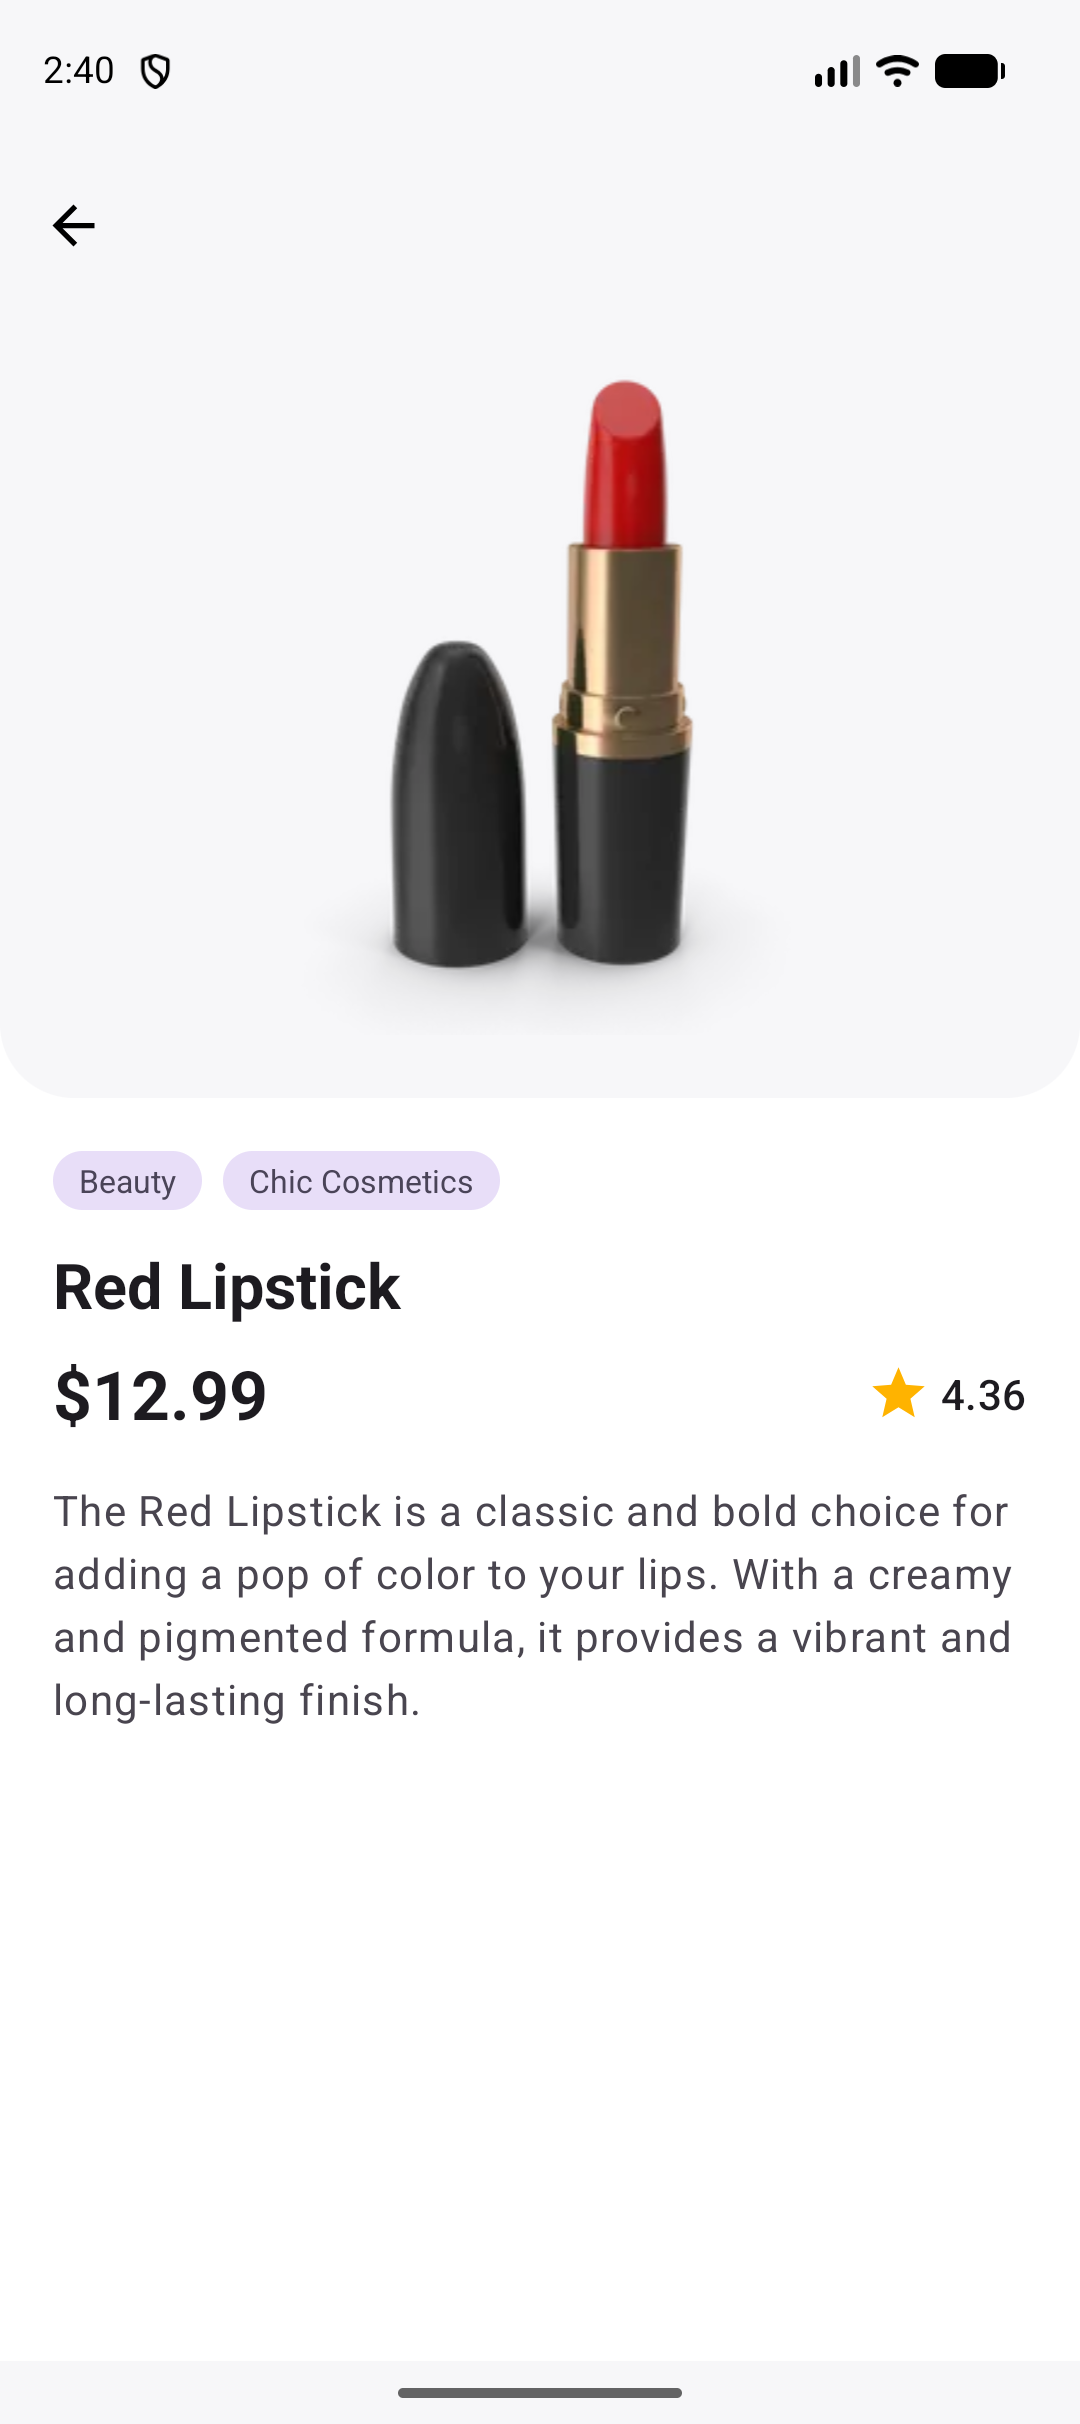 2:40
Beauty
Chic Cosmetics
Red Lipstick
$12.99
4.36
The Red Lipstick is a classic and bold choice for
adding a pop of color to your lips. With a creamy
and pigmented formula, it provides a vibrant and
long-lasting finish.